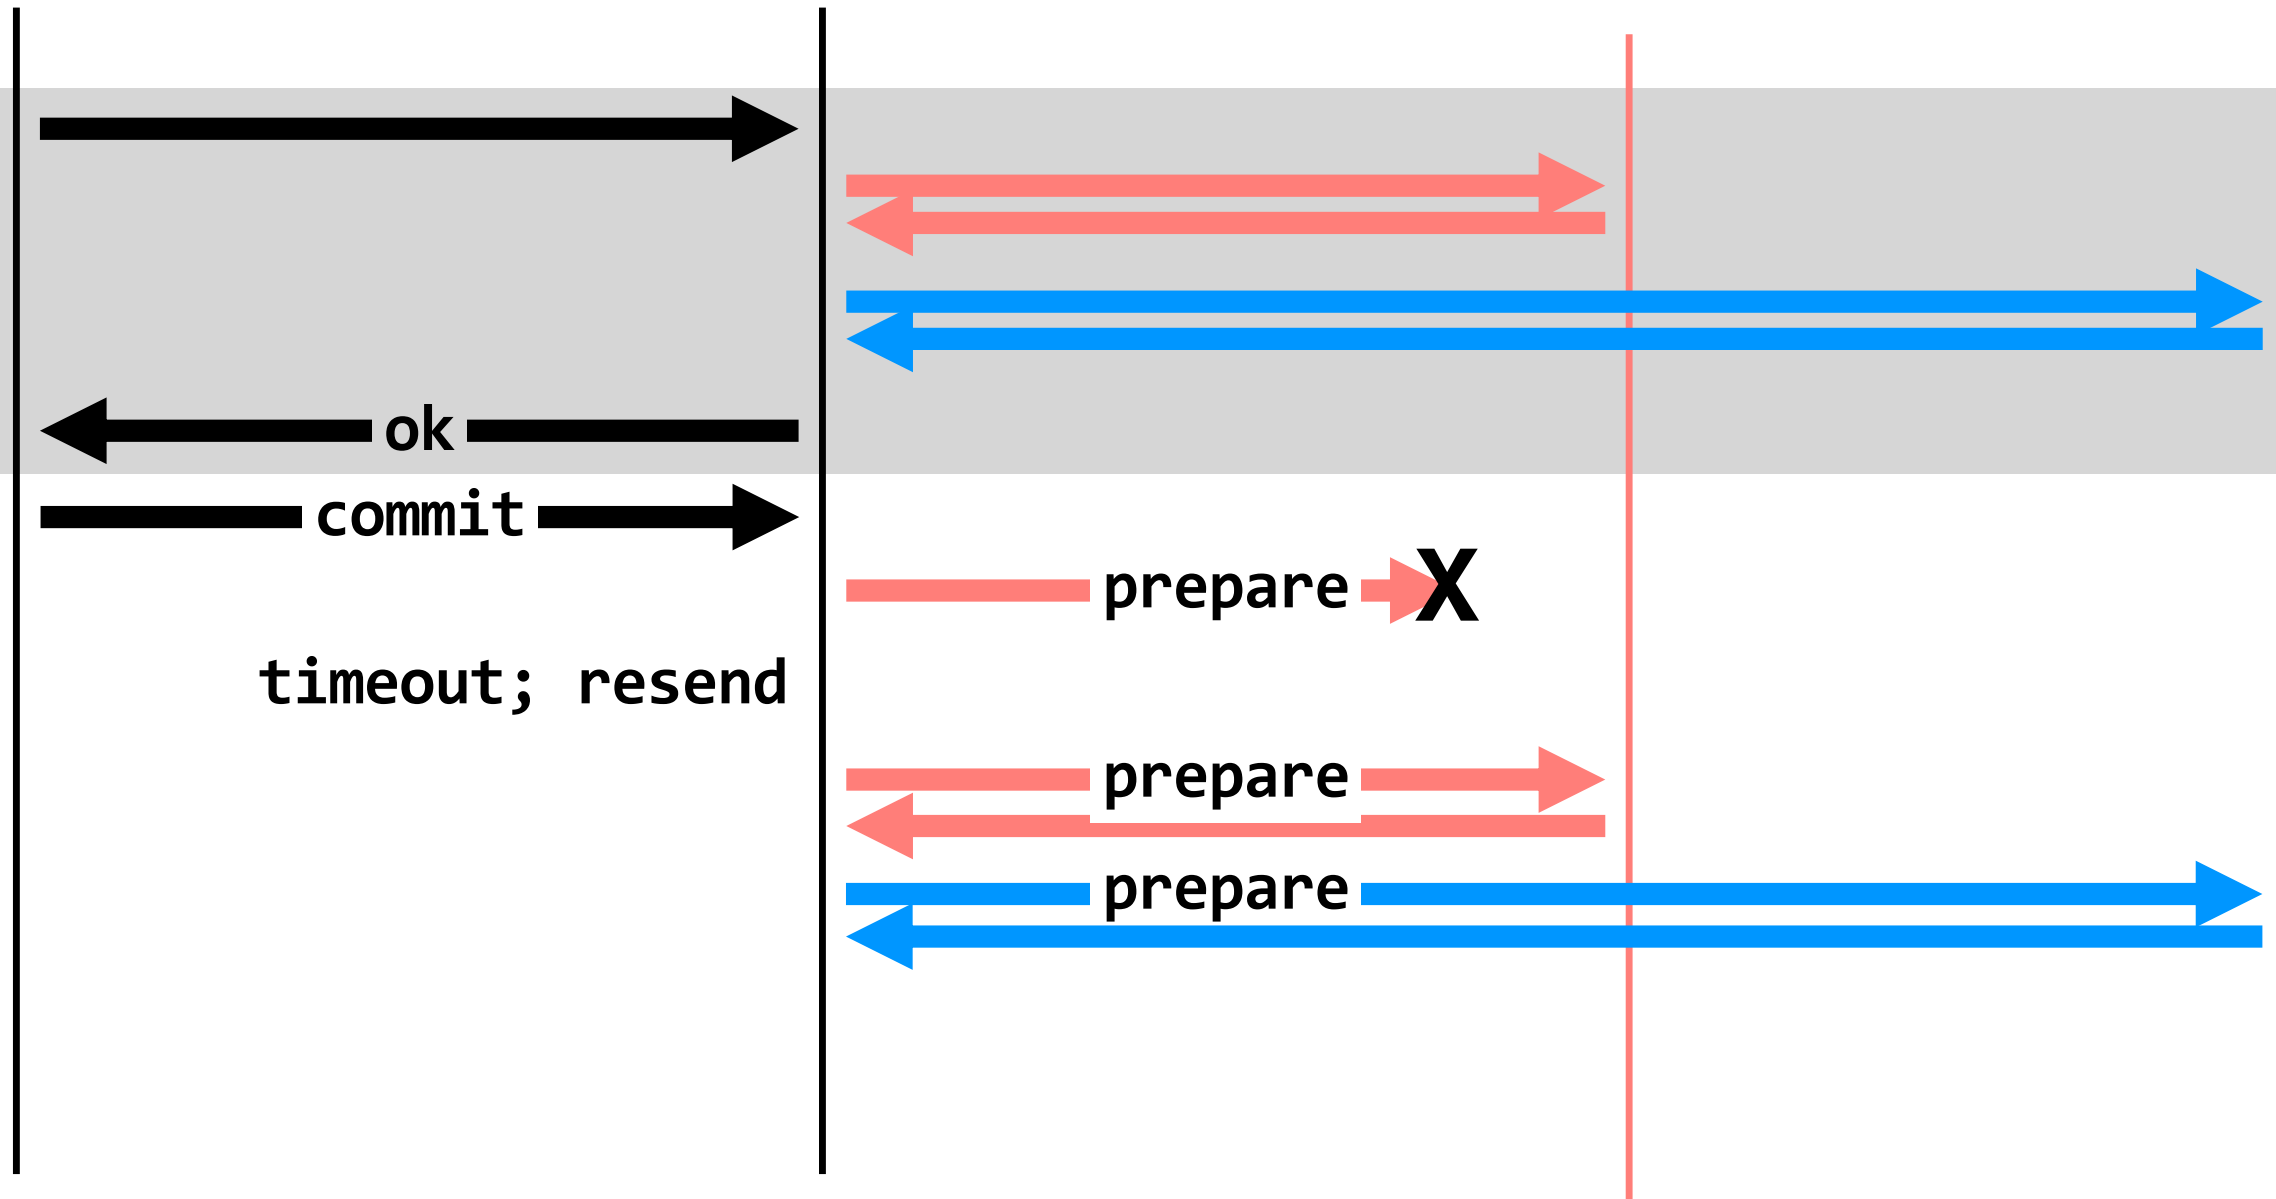 ok
commit
prepare X
timeout; resend
prepare
prepare